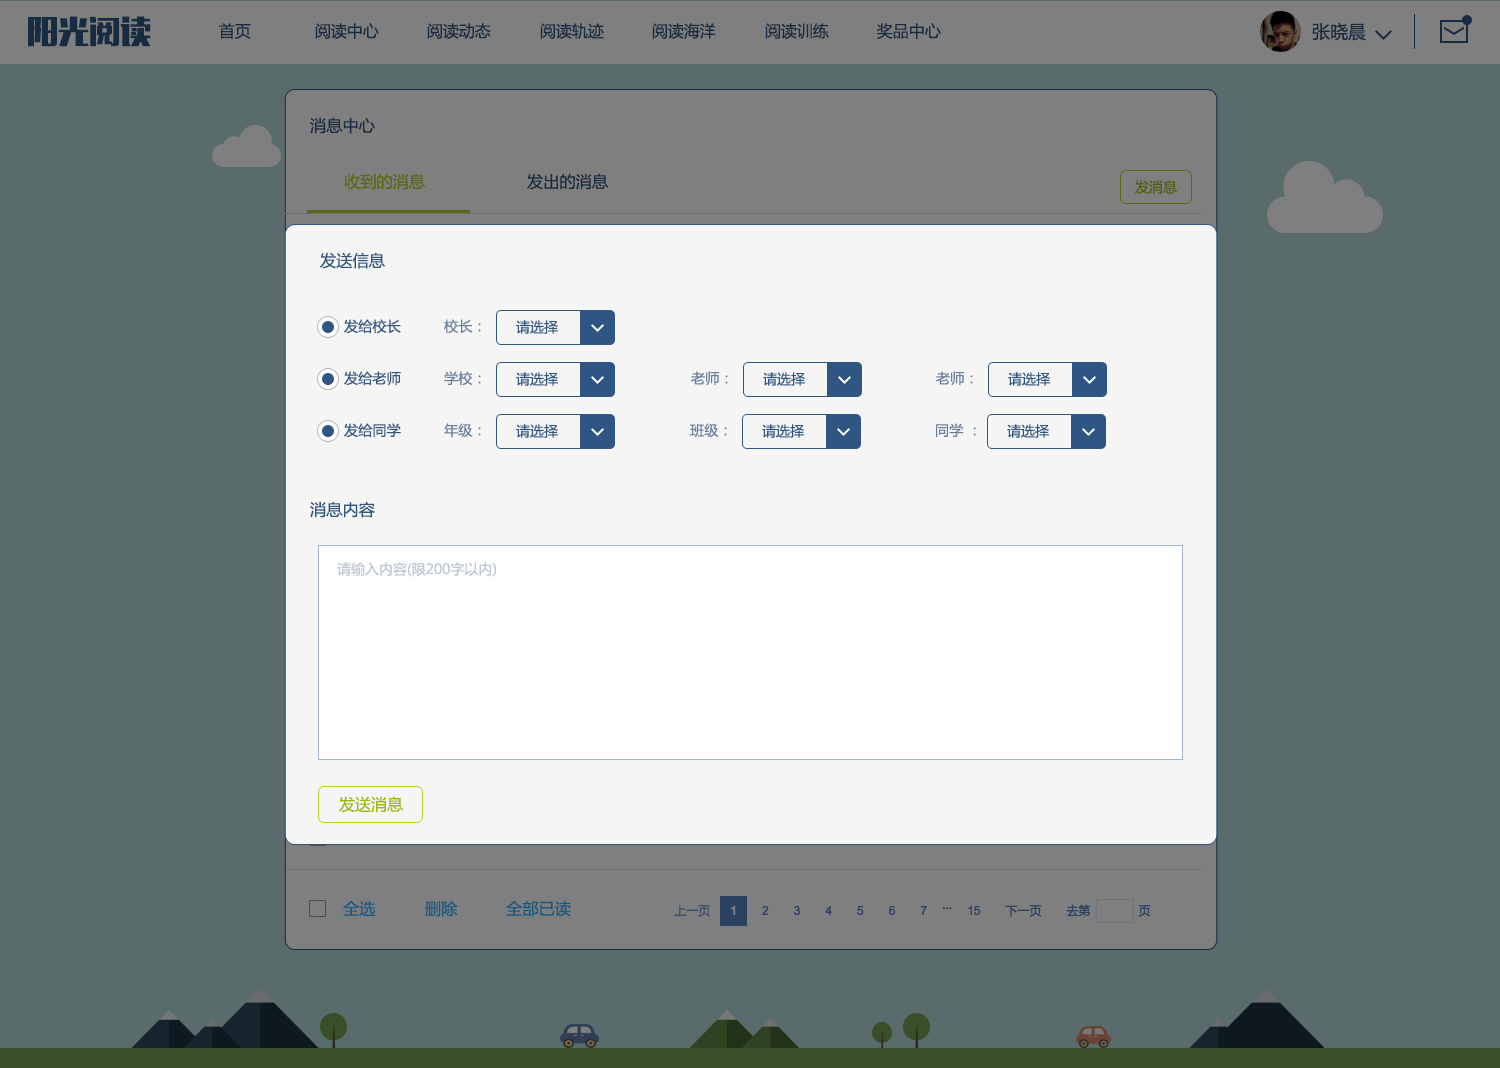 阳光阅读 首页 阅读中心 阅读动态 阅读轨迹 阅读海洋 阅读训练 奖品中心 张晓晨
消息中心
收到的消息 发出的消息 发消息
发送信息
发给校长 校长： 请选择
发给老师 学校： 请选择 老师： 请选择 老师： 请选择
发给同学 年级： 请选择 班级： 请选择 同学 ： 请选择
消息内容
请输入内容(限200字以内)
发送消息
全选 删除 全部已读 上一页 1 2 3 4 5 6 7 ... 15 下一页 去第 页